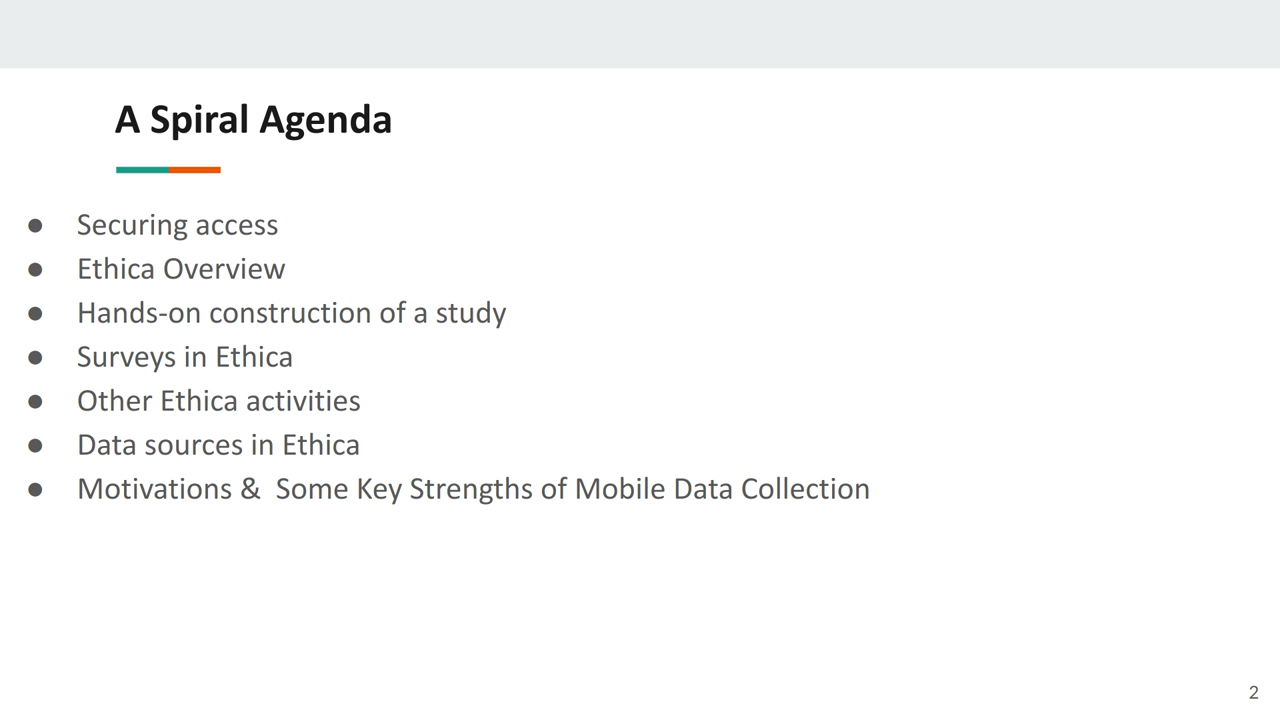 A Spiral Agenda
● Securing access
● Ethica Overview
● Hands-on construction of a study
● Surveys in Ethica
● Other Ethica activities
● Data sources in Ethica
● Motivations &  Some Key Strengths of Mobile Data Collection
2